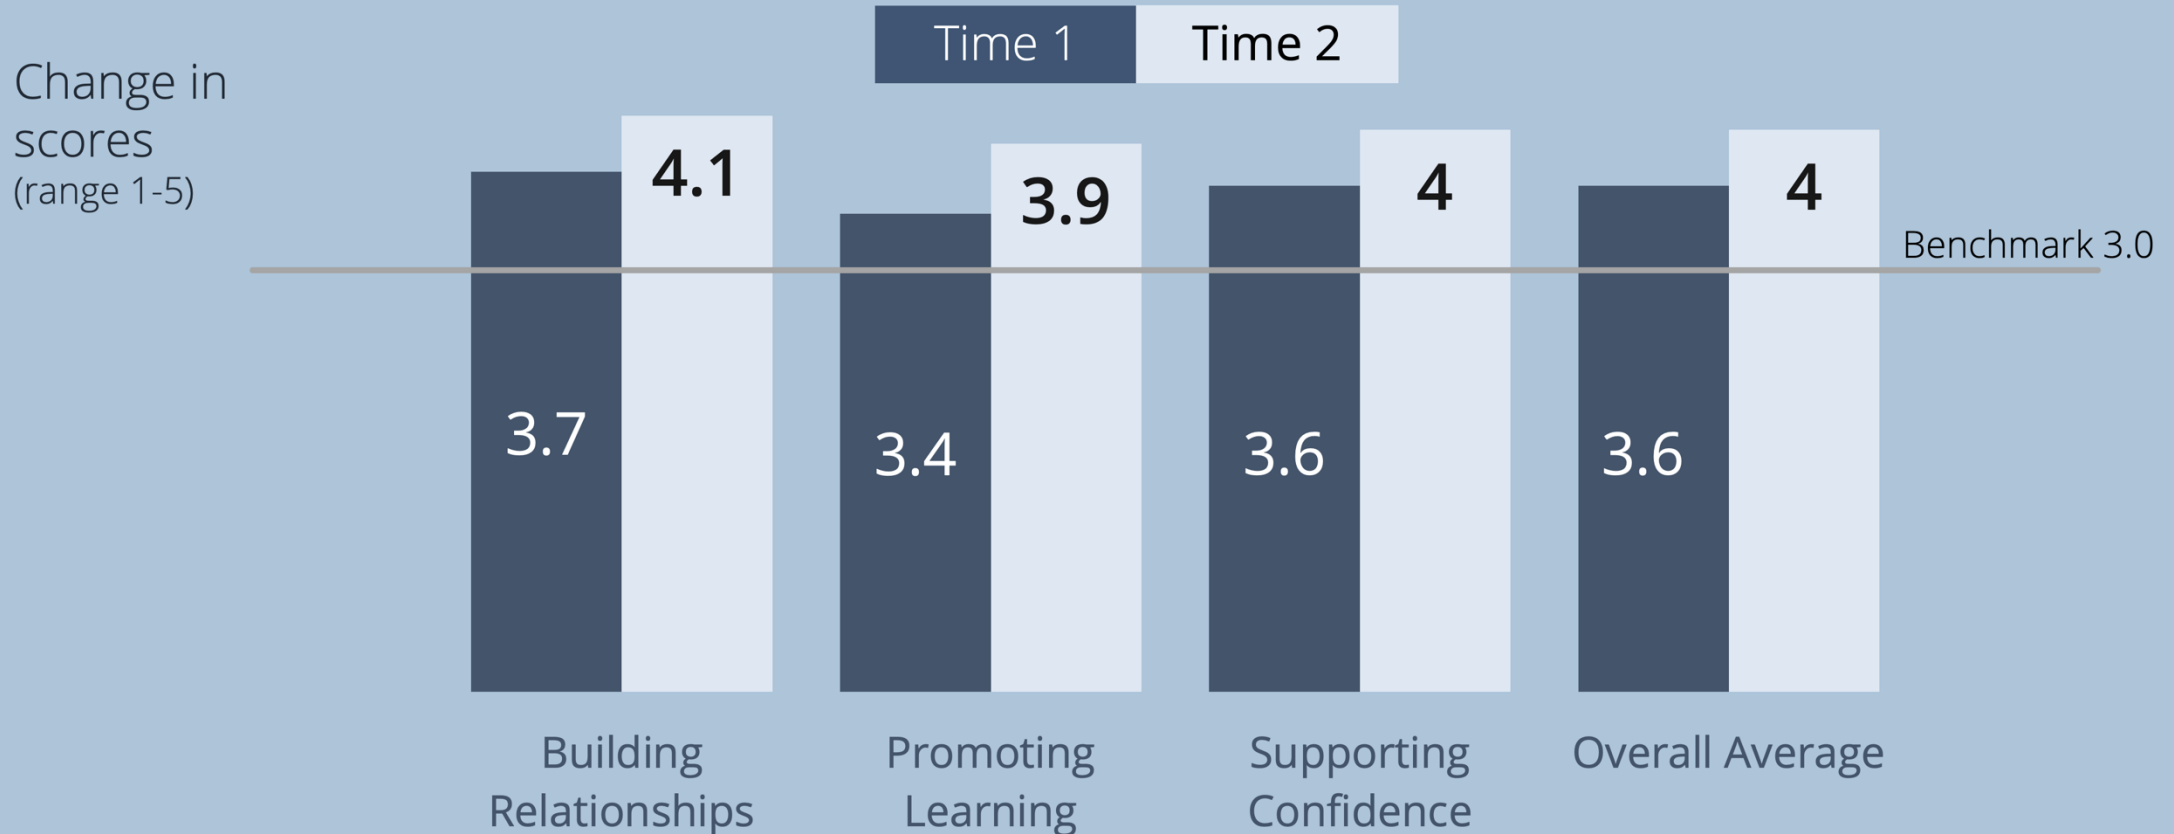 Time 1
Time 2
Change in
scores
(range 1-5)
4.1
3.9
4
4
Benchmark 3.0
3.7
3.4
3.6
3.6
Building
Relationships
Promoting
Learning
Supporting
Confidence
Overall Average